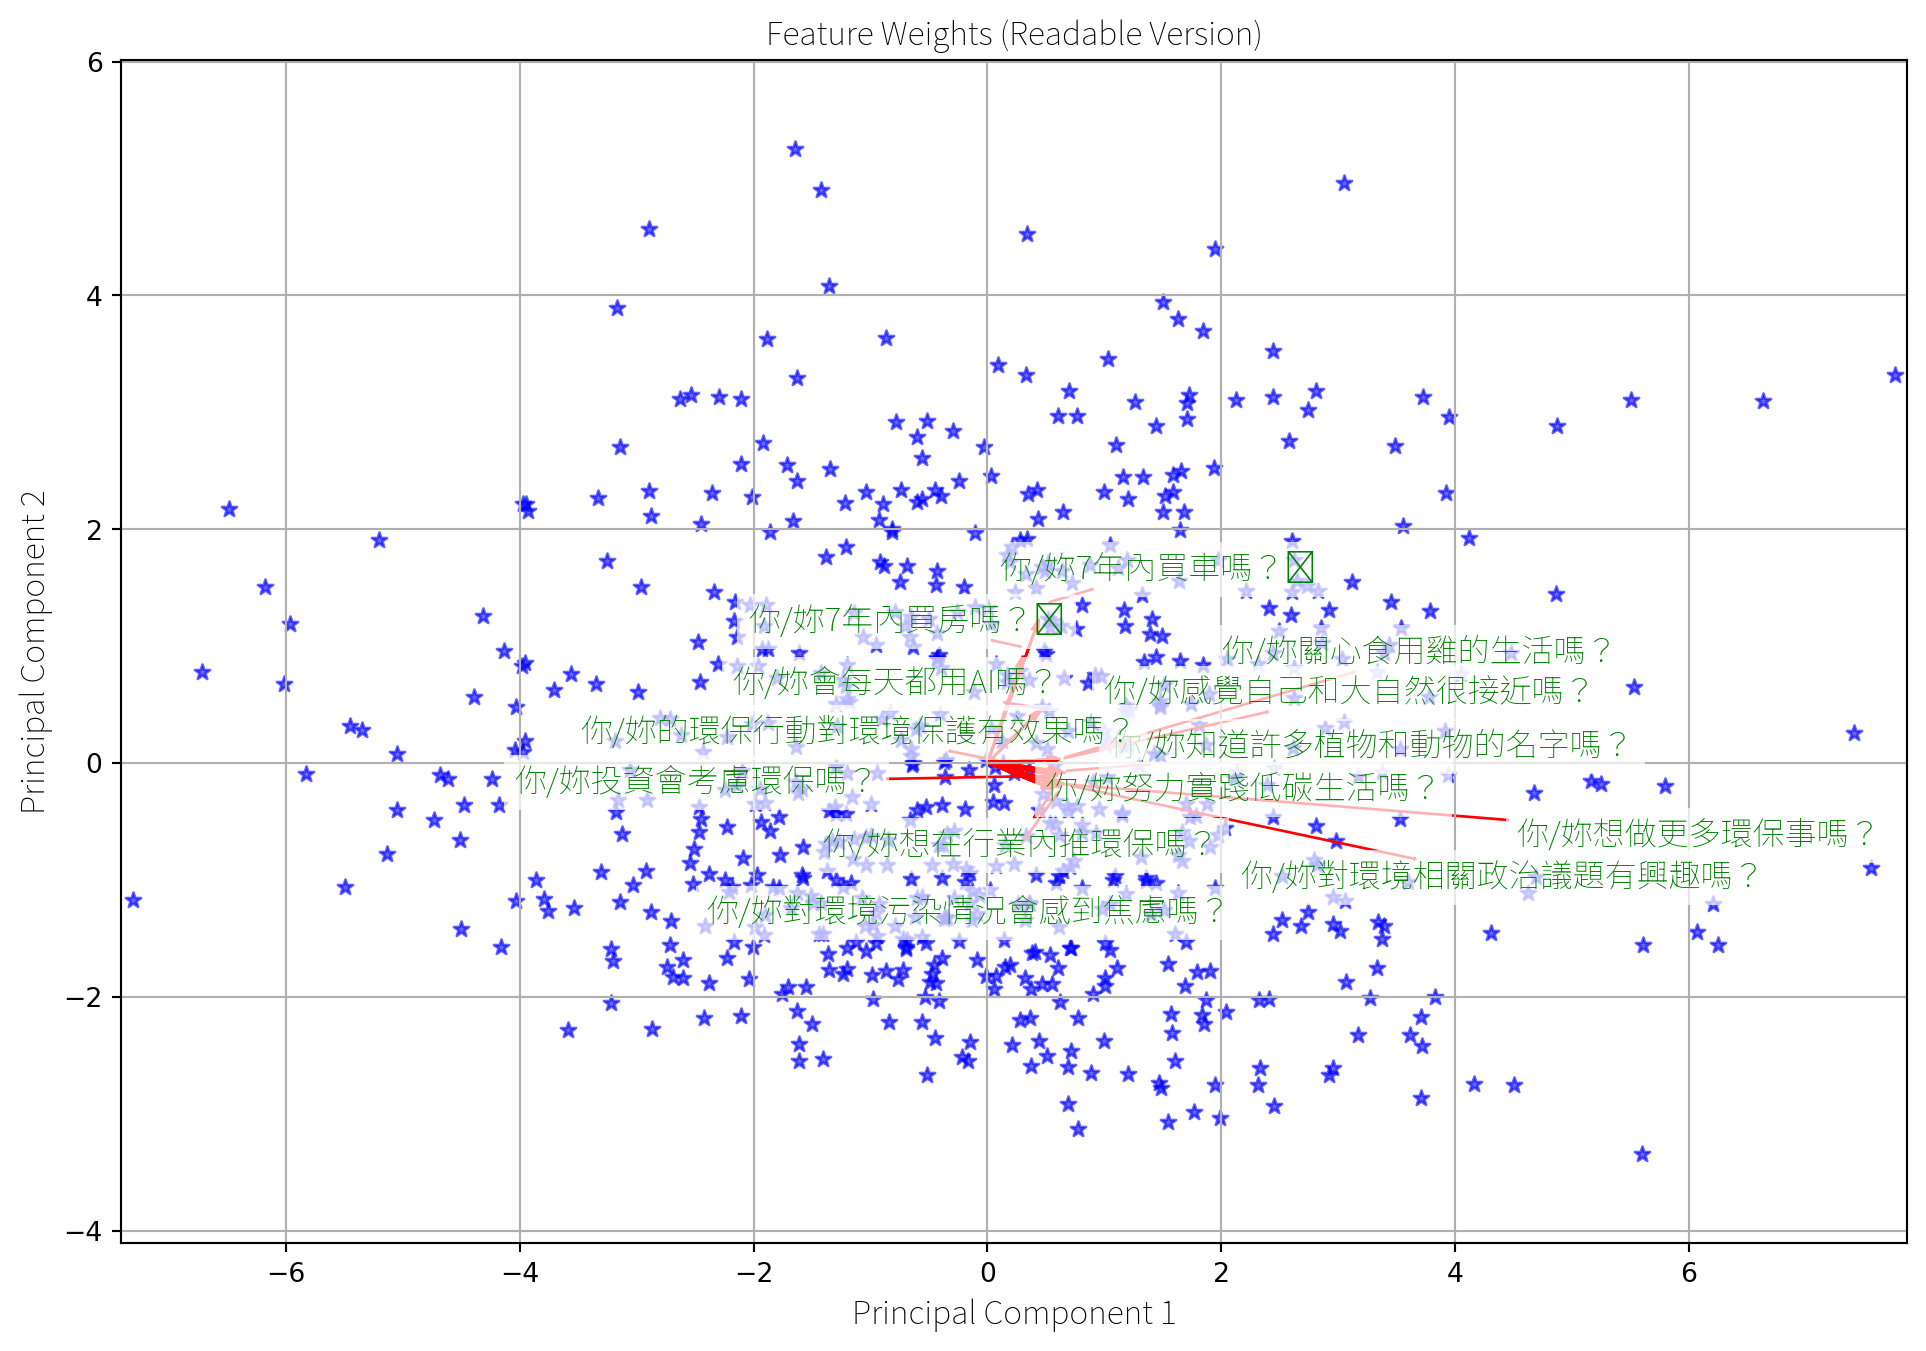 Feature Weights (Readable Version)
6
4
2
0
−2
−4
Principal Component 2
你/妳7年內買車嗎？
你/妳7年內買房嗎？
你/妳關心食用雞的生活嗎？
你/妳會每天都用AI嗎？
你/妳感覺自己和大自然很接近嗎？
你/妳的環保行動對環境保護有效果嗎？
你/妳知道許多植物和動物的名字嗎？
你/妳投資會考慮環保嗎？
你/妳努力實踐低碳生活嗎？
你/妳想在行業內推環保嗎？
你/妳想做更多環保事嗎？
你/妳對環境相關政治議題有興趣嗎？
你/妳對環境污染情況會感到焦慮嗎？
−6 −4 −2 0 2 4 6
Principal Component 1